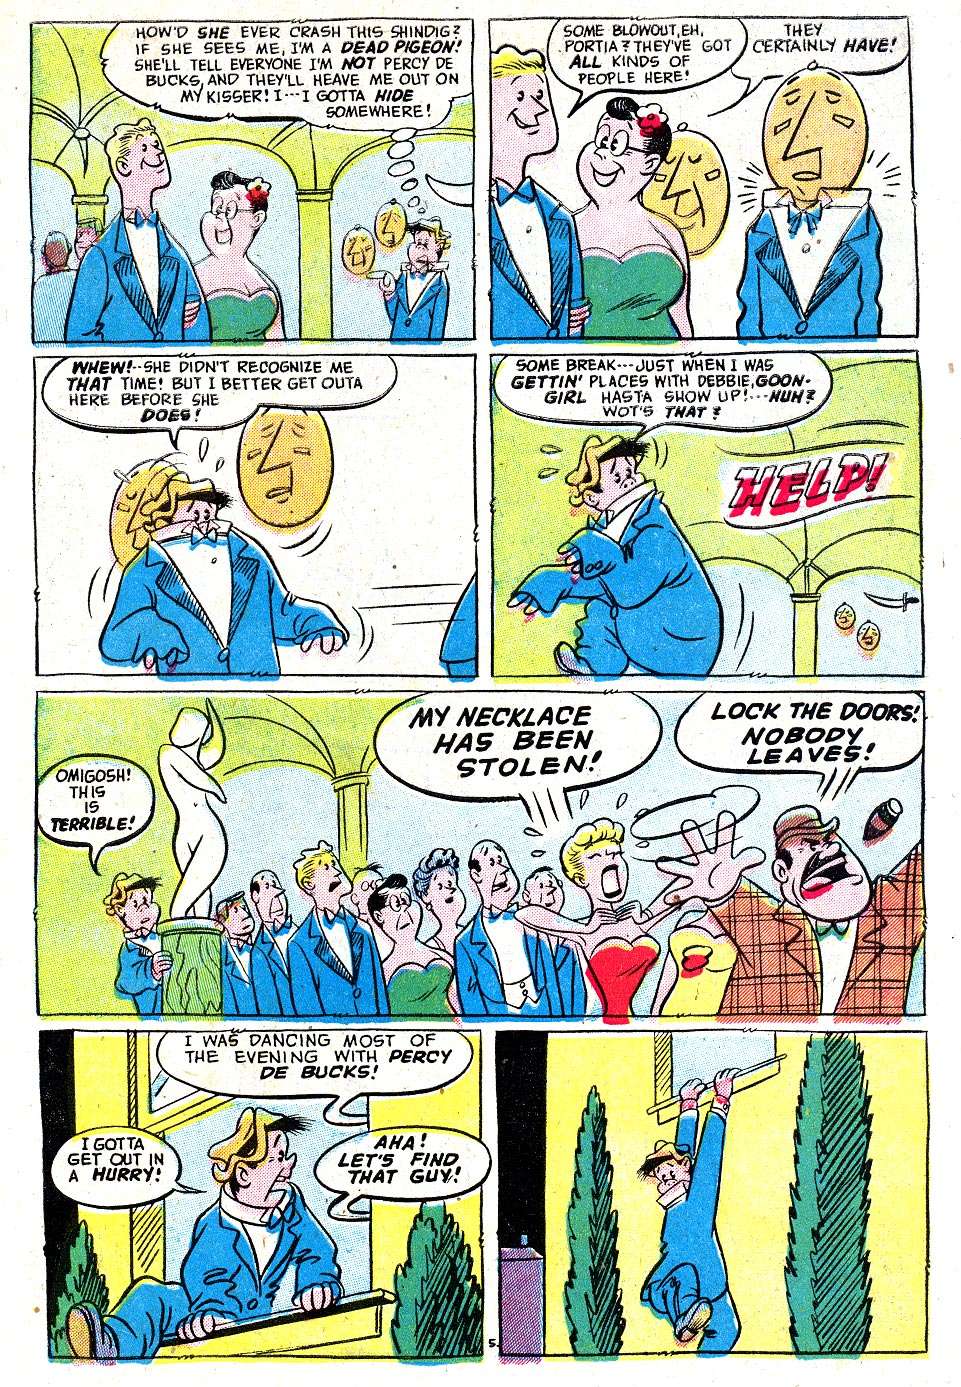 HOW'D SHE EVER CRASH THIS SHINDIG?
IF SHE SEES ME, I'M A DEAD PIGEON!
SHE'LL TELL EVERYONE I'M NOT PERCY DE
BUCKS, AND THEY'LL HEAVE ME OUT ON
MY KISSER! I---I GOTTA HIDE
SOMEWHERE!
SOME BLOWOUT, EH,
PORTIA? THEY'VE GOT
ALL KINDS OF
PEOPLE HERE!
THEY
CERTAINLY HAVE!
WHEW!--SHE DIDN'T RECOGNIZE ME
THAT TIME! BUT I BETTER GET OUTA
HERE BEFORE SHE
DOES!
SOME BREAK---JUST WHEN I WAS
GETTIN' PLACES WITH DEBBIE, GOON-
GIRL HASTA SHOW UP!---HUH?
WOT'S THAT?
HELP!
OMIGOSH!
THIS
IS
TERRIBLE!
MY NECKLACE
HAS BEEN
STOLEN!
LOCK THE DOORS!
NOBODY
LEAVES!
I WAS DANCING MOST OF
THE EVENING WITH PERCY
DE BUCKS!
I GOTTA
GET OUT IN
A HURRY!
AHA!
LET'S FIND
THAT GUY!
5